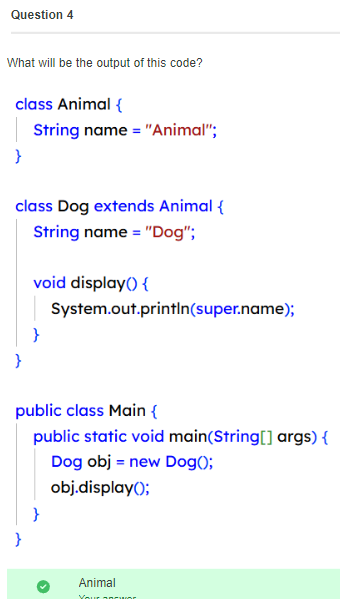 Question 4
What will be the output of this code?
class Animal {
String name = "Animal";
}
class Dog extends Animal {
String name = "Dog";
void display() {
System.out.println(super.name);
}
}
public class Main {
public static void main(String[] args) {
Dog obj = new Dog();
obj.display();
}
}
Animal
Your answer